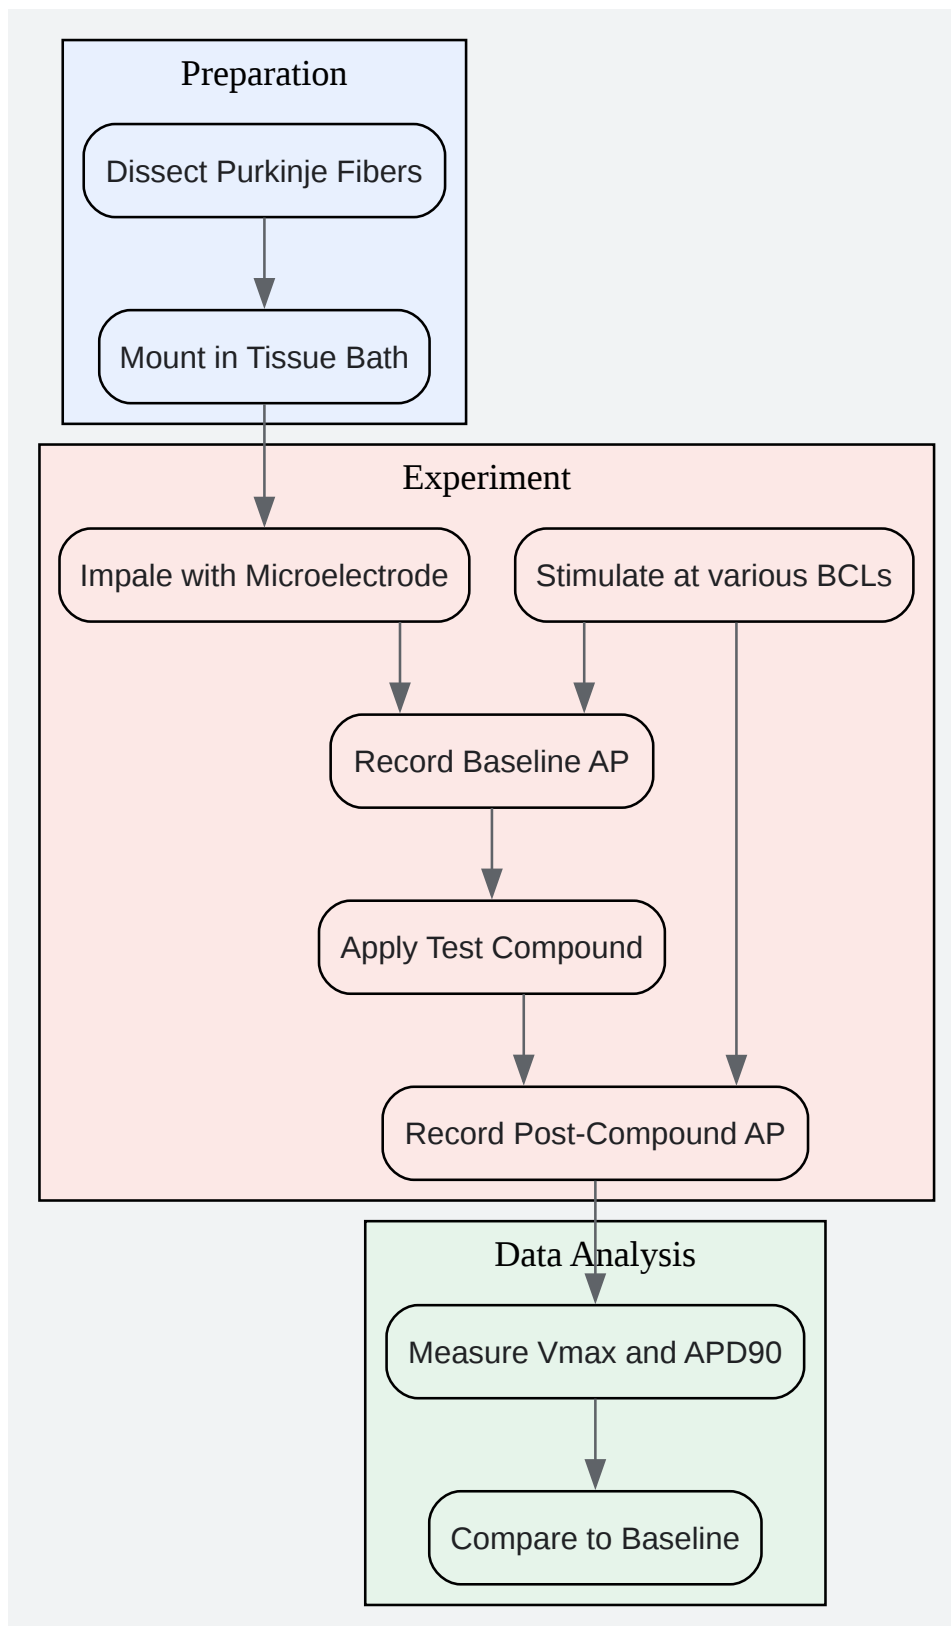 Preparation
Dissect Purkinje Fibers
Mount in Tissue Bath
Experiment
Impale with Microelectrode
Stimulate at various BCLs
Record Baseline AP
Apply Test Compound
Record Post-Compound AP
Data Analysis
Measure Vmax and APD90
Compare to Baseline